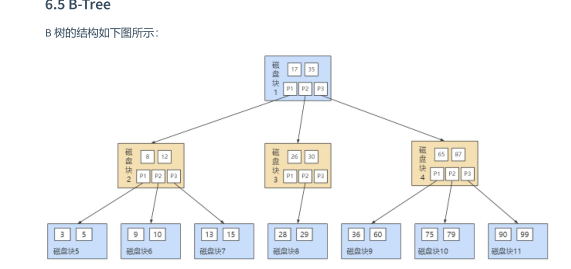 6.5 B-Tree
B 树的结构如下图所示：
磁盘块1
17 35
P1 P2 P3
磁盘块2
8 12
P1 P2 P3
磁盘块3
26 30
P1 P2 P3
磁盘块4
65 87
P1 P2 P3
3 5
磁盘块5
9 10
磁盘块6
13 15
磁盘块7
28 29
磁盘块8
36 60
磁盘块9
75 79
磁盘块10
90 99
磁盘块11